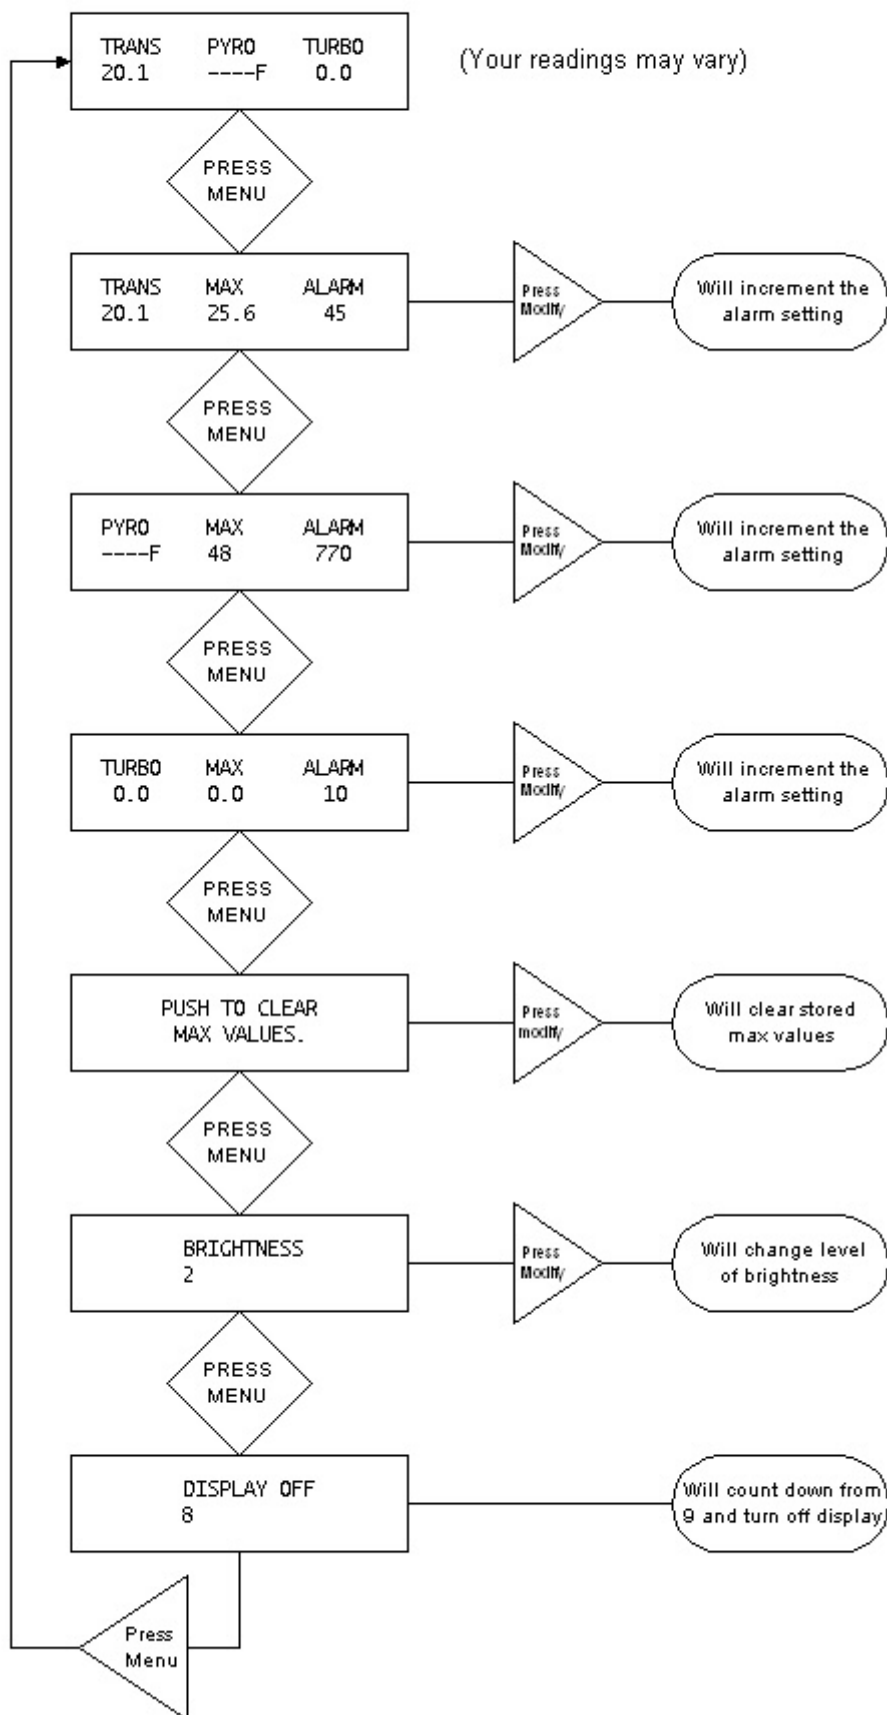 TRANS PYRO TURBO
20.1 ----F 0.0
(Your readings may vary)
PRESS
MENU
TRANS MAX ALARM
20.1 25.6 45
Press
Modify
Will increment the
alarm setting
PRESS
MENU
PYRO MAX ALARM
----F 48 770
Press
Modify
Will increment the
alarm setting
PRESS
MENU
TURBO MAX ALARM
0.0 0.0 10
Press
Modify
Will increment the
alarm setting
PRESS
MENU
PUSH TO CLEAR
MAX VALUES.
Press
modify
Will clear stored
max values
PRESS
MENU
BRIGHTNESS
2
Press
Modify
Will change level
of brightness
PRESS
MENU
DISPLAY OFF
8
Will count down from
9 and turn off display
Press
Menu